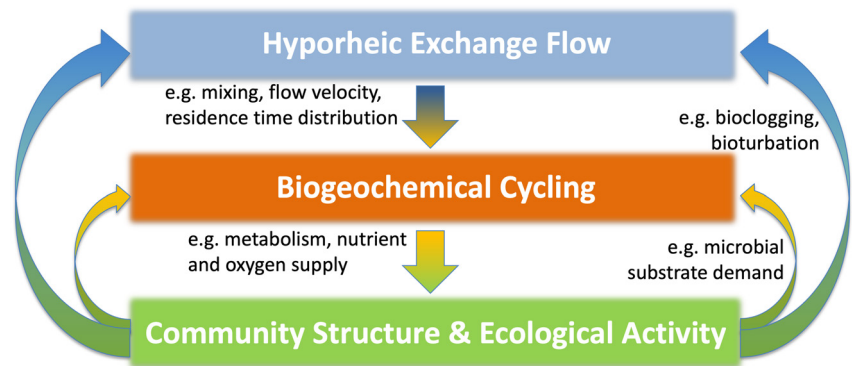 Hyporheic Exchange Flow
e.g. mixing, flow velocity,
residence time distribution
e.g. bioclogging,
bioturbation
Biogeochemical Cycling
e.g. metabolism, nutrient
and oxygen supply
e.g. microbial
substrate demand
Community Structure & Ecological Activity